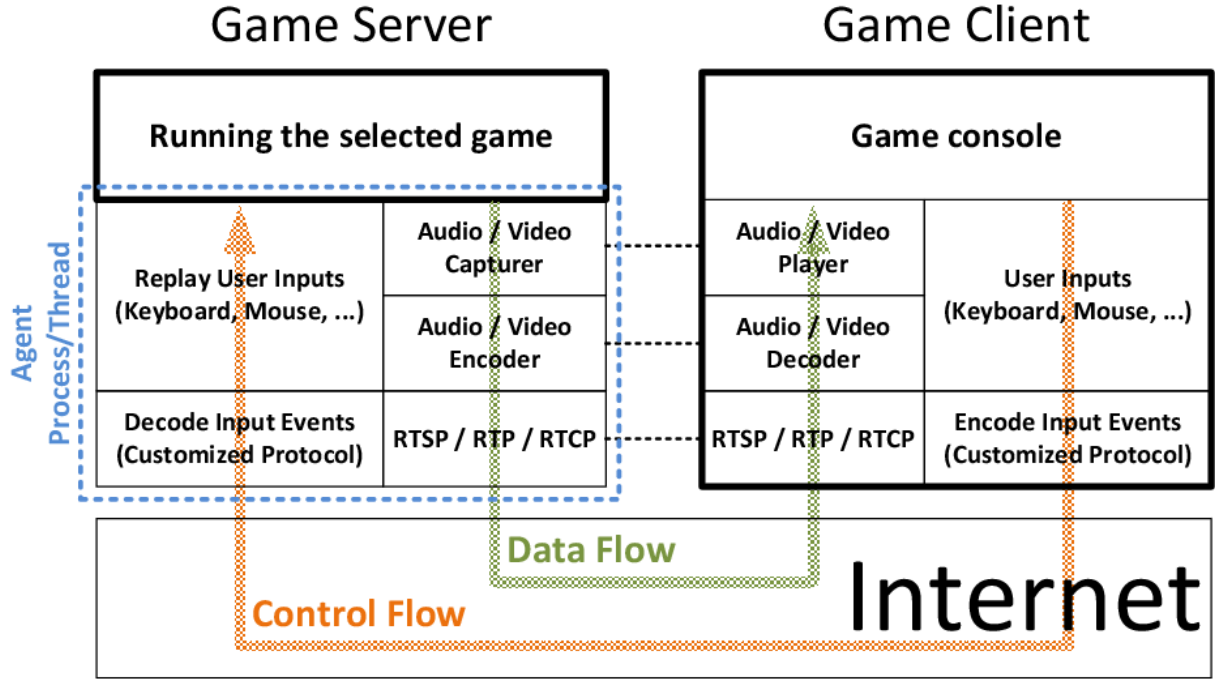 Game Server
Game Client
Running the selected game
Game console
Agent
Process/Thread
Replay User Inputs
(Keyboard, Mouse, ...)
Audio / Video
Capturer
Audio / Video
Encoder
Decode Input Events
(Customized Protocol)
RTSP / RTP / RTCP
Audio / Video
Player
Audio / Video
Decoder
RTSP / RTP / RTCP
User Inputs
(Keyboard, Mouse, ...)
Encode Input Events
(Customized Protocol)
Data Flow
Control Flow
Internet